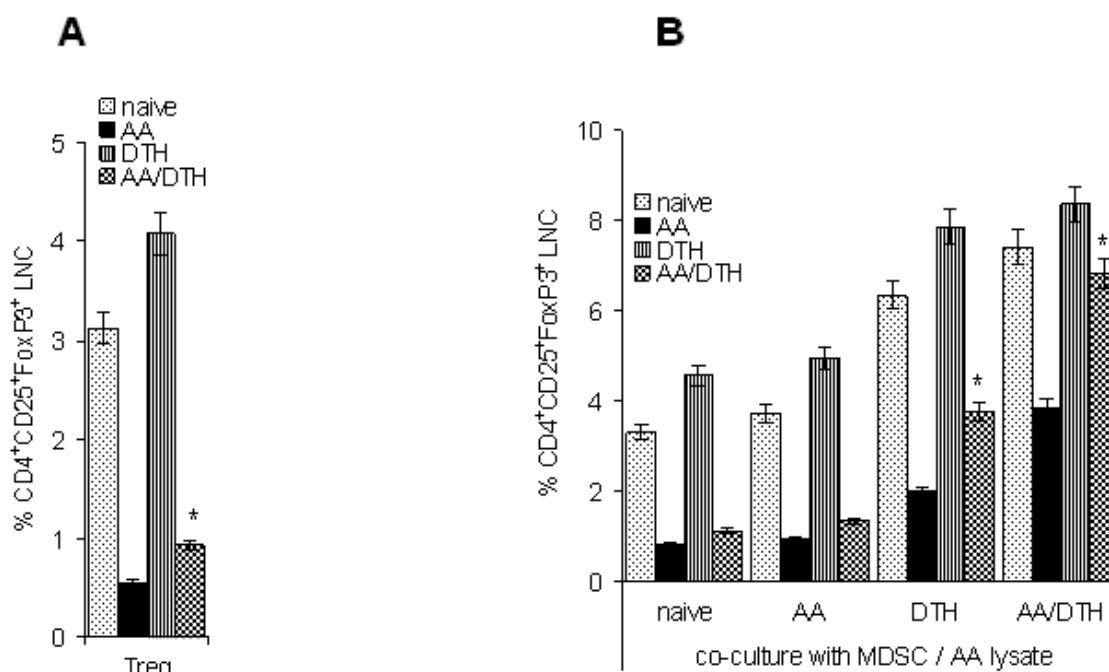 A
naive
AA
DTH
AA/DTH
5
4
3
2
1
0
% CD4+CD25+FoxP3+ LNC
Treg
B
10
8
6
4
2
0
naive
AA
DTH
AA/DTH
% CD4+CD25+FoxP3+ LNC
*
*
*
naive AA DTH AA/DTH
co-culture with MDSC / AA lysate